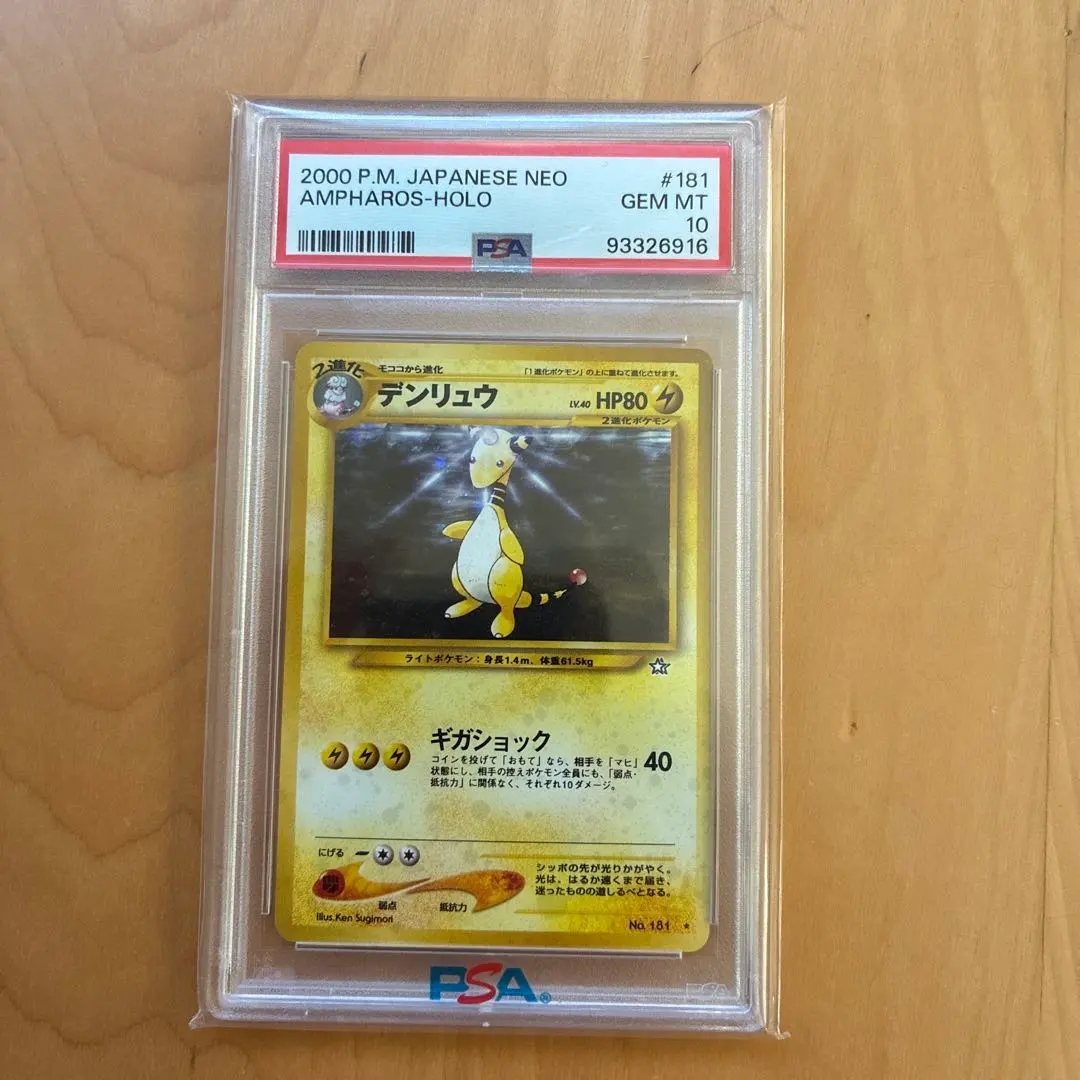 2000 P.M. JAPANESE NEO #181
AMPHAROS-HOLO GEM MT
10
PSA 93326916
2進化
モココから進化
「1進化ポケモン」の上に重ねて進化させます。
デンリュウ LV.40 HP80
2進化ポケモン
ライトポケモン:身長1.4m、体重61.5kg
ギガショック
コインを投げて「おもて」なら、相手を「マヒ」
状態にし、相手の控えポケモン全員にも、「弱点・
抵抗力」に関係なく、それぞれ10ダメージ。
40
にげる
弱点
抵抗力
シッポの先が光りかがやく。
光は、はるか遠くまで届き、
迷ったものの道しるべとなる。
Illus. Ken Sugimori
No. 181 ★
PSA®
PSA